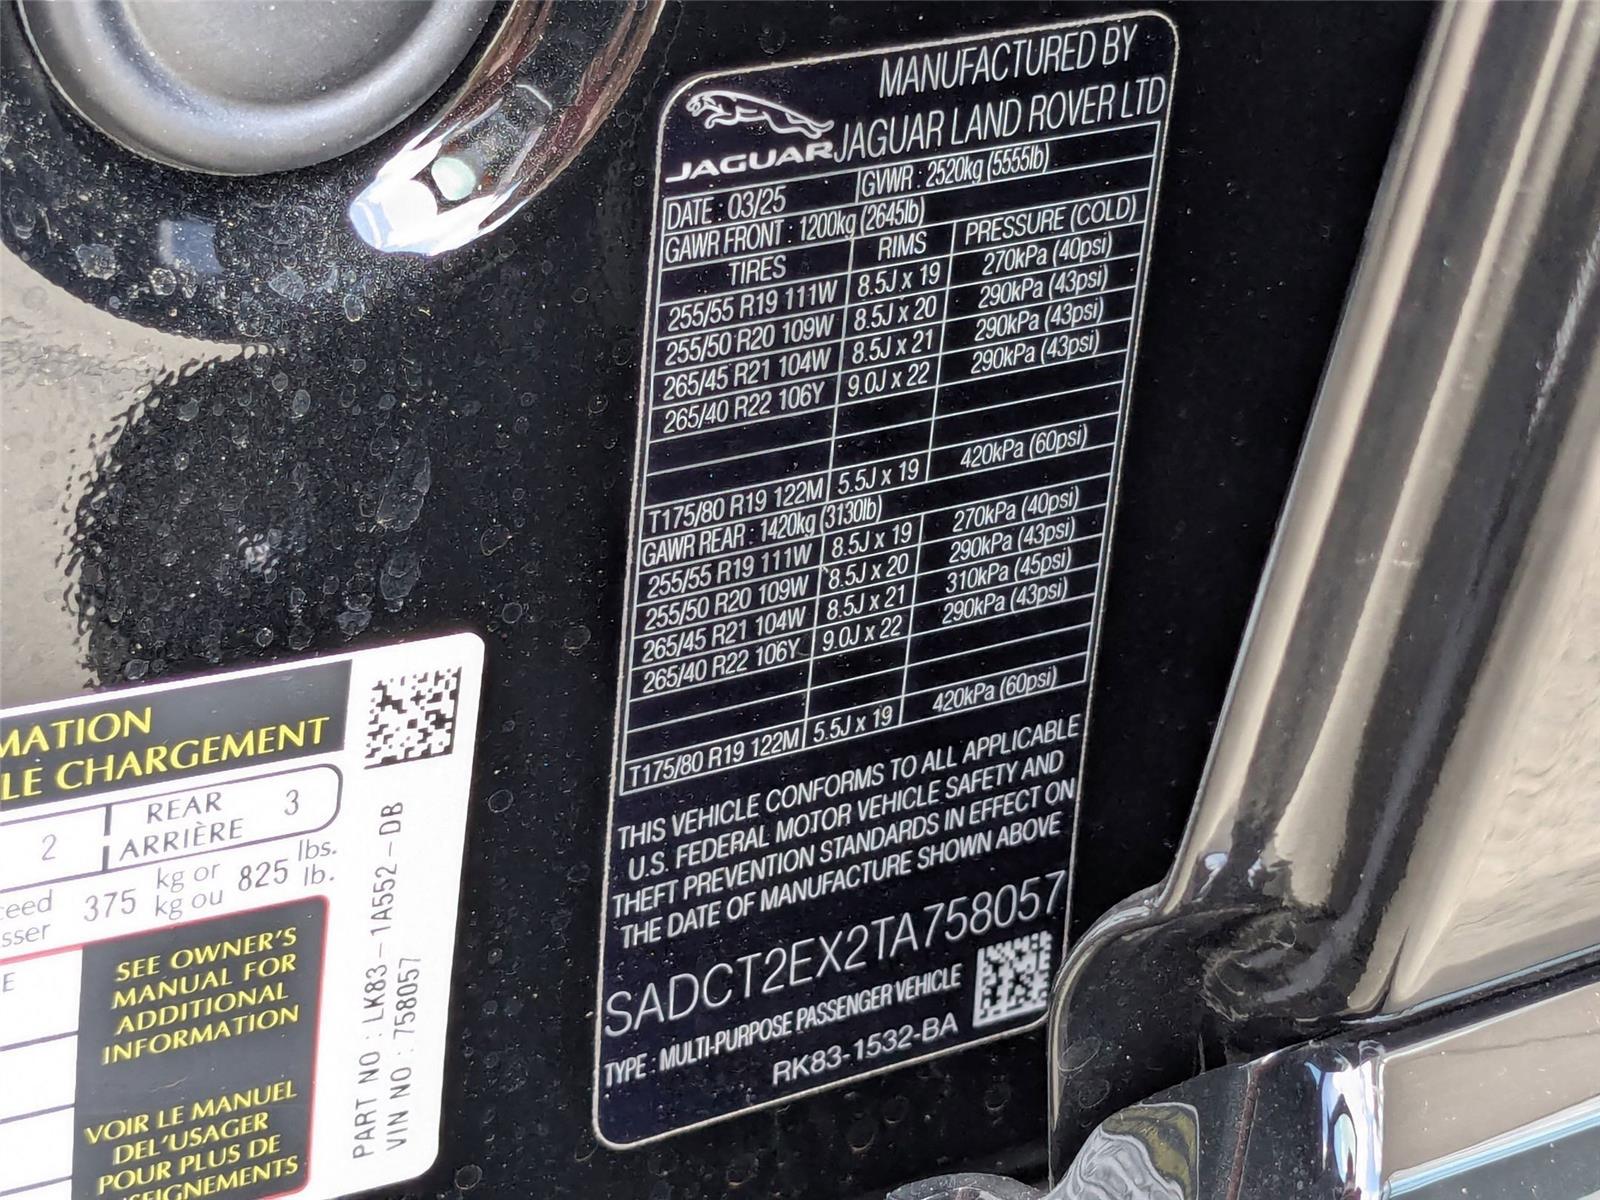 MANUFACTURED BY
JAGUAR LAND ROVER LTD
JAGUAR
DATE : 03/25 GVWR : 2520kg (5555lb)
GAWR FRONT : 1200kg (2645lb)
TIRES RIMS PRESSURE (COLD)
255/55 R19 111W 8.5J x 19 270kPa (40psi)
255/50 R20 109W 8.5J x 20 290kPa (43psi)
265/45 R21 104W 8.5J x 21 290kPa (43psi)
265/40 R22 106Y 9.0J x 22 290kPa (43psi)
T175/80 R19 122M 5.5J x 19 420kPa (60psi)
GAWR REAR : 1420kg (3130lb)
255/55 R19 111W 8.5J x 19 270kPa (40psi)
255/50 R20 109W 8.5J x 20 290kPa (43psi)
265/45 R21 104W 8.5J x 21 310kPa (45psi)
265/40 R22 106Y 9.0J x 22 290kPa (43psi)
T175/80 R19 122M 5.5J x 19 420kPa (60psi)
THIS VEHICLE CONFORMS TO ALL APPLICABLE
U.S. FEDERAL MOTOR VEHICLE SAFETY AND
THEFT PREVENTION STANDARDS IN EFFECT ON
THE DATE OF MANUFACTURE SHOWN ABOVE
SADCT2EX2TA758057
TYPE : MULTI-PURPOSE PASSENGER VEHICLE
RK83-1532-BA
MATION
LE CHARGEMENT
2 REAR 3
ARRIÈRE
ceed 375 kg or 825 lbs.
sser kg ou lb.
E
SEE OWNER'S
MANUAL FOR
ADDITIONAL
INFORMATION
VOIR LE MANUEL
DEL'USAGER
POUR PLUS DE
SEIGNEMENTS
PART NO : LK83-1A552-DB
VIN NO : 758057